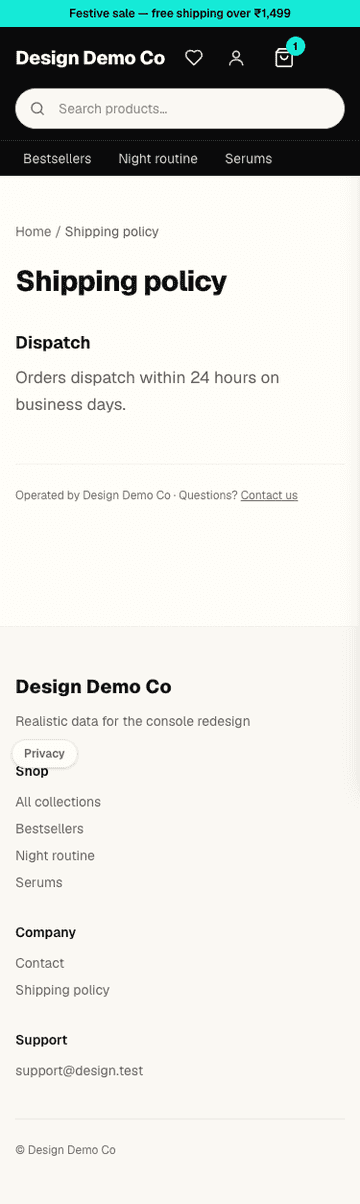 Festive sale — free shipping over ₹1,499
Design Demo Co
1
Search products...
Bestsellers Night routine Serums
Home / Shipping policy
Shipping policy
Dispatch
Orders dispatch within 24 hours on
business days.
Operated by Design Demo Co · Questions? Contact us
Design Demo Co
Realistic data for the console redesign
Privacy
Shop
All collections
Bestsellers
Night routine
Serums
Company
Contact
Shipping policy
Support
support@design.test
© Design Demo Co